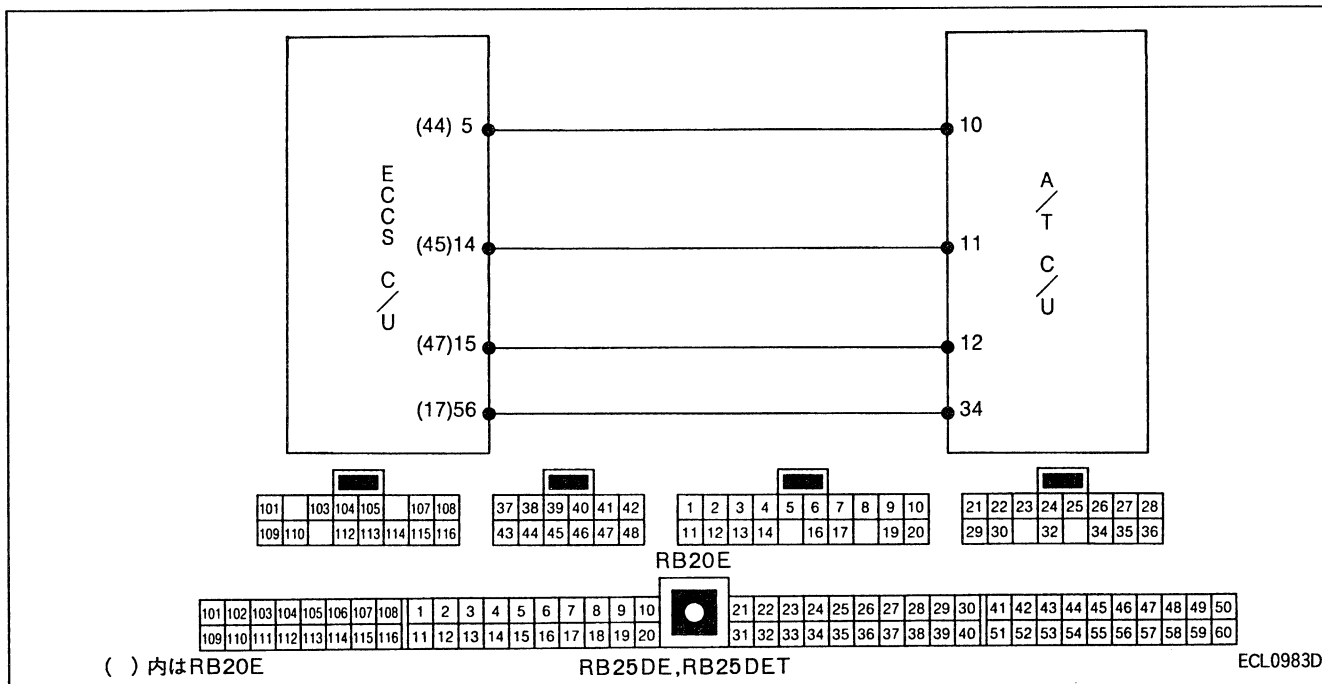 (44) 5 10
ECCS C/U
A/T C/U
(45) 14 11
(47) 15 12
(17) 56 34
101 103 104 105 107 108
109 110 112 113 114 115 116
37 38 39 40 41 42
43 44 45 46 47 48
1 2 3 4 5 6 7 8 9 10
11 12 13 14 16 17 19 20
21 22 23 24 25 26 27 28
29 30 32 34 35 36
RB20E
101 102 103 104 105 106 107 108 1 2 3 4 5 6 7 8 9 10 21 22 23 24 25 26 27 28 29 30 41 42 43 44 45 46 47 48 49 50
109 110 111 112 113 114 115 116 11 12 13 14 15 16 17 18 19 20 31 32 33 34 35 36 37 38 39 40 51 52 53 54 55 56 57 58 59 60
( ) 内はRB20E
RB25DE,RB25DET
ECL0983D